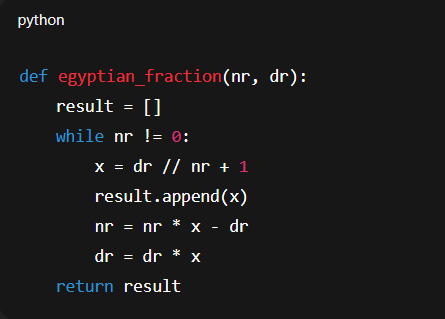 python
def egyptian_fraction(nr, dr):
    result = []
    while nr != 0:
        x = dr // nr + 1
        result.append(x)
        nr = nr * x - dr
        dr = dr * x
    return result